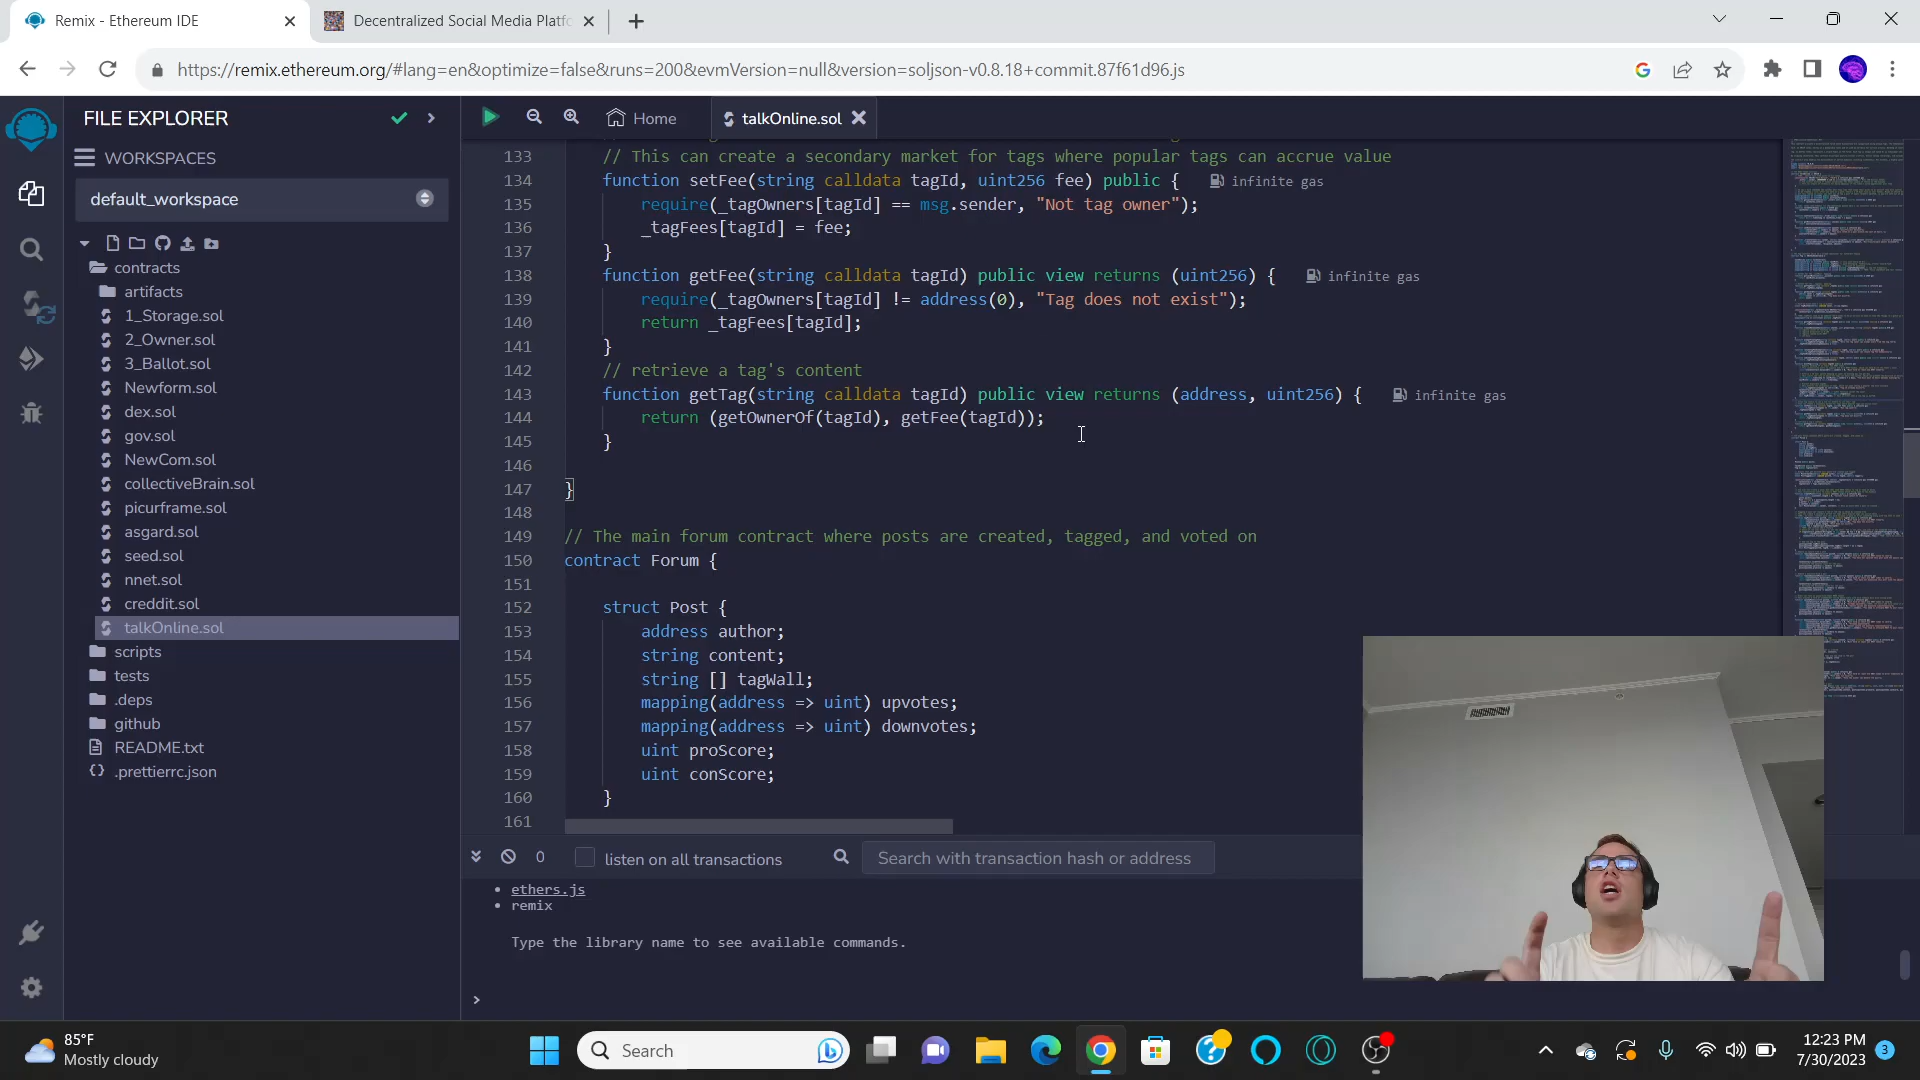 Remix - Ethereum IDE
Decentralized Social Media Platfo
https://remix.ethereum.org/#lang=en&optimize=false&runs=200&evmVersion=null&version=soljson-v0.8.18+commit.87f61d96.js
FILE EXPLORER
WORKSPACES
default_workspace
contracts
artifacts
1_Storage.sol
2_Owner.sol
3_Ballot.sol
Newform.sol
dex.sol
gov.sol
NewCom.sol
collectiveBrain.sol
picurframe.sol
asgard.sol
seed.sol
nnet.sol
creddit.sol
talkOnline.sol
scripts
tests
.deps
github
README.txt
.prettierrc.json
Home
talkOnline.sol
133 // This can create a secondary market for tags where popular tags can accrue value
134 function setFee(string calldata tagId, uint256 fee) public { infinite gas
135 require(_tagOwners[tagId] == msg.sender, "Not tag owner");
136 _tagFees[tagId] = fee;
137 }
138 function getFee(string calldata tagId) public view returns (uint256) { infinite gas
139 require(_tagOwners[tagId] != address(0), "Tag does not exist");
140 return _tagFees[tagId];
141 }
142 // retrieve a tag's content
143 function getTag(string calldata tagId) public view returns (address, uint256) { infinite gas
144 return (getOwnerOf(tagId), getFee(tagId));
145 }
146
147 }
148
149 // The main forum contract where posts are created, tagged, and voted on
150 contract Forum {
151
152 struct Post {
153 address author;
154 string content;
155 string [] tagWall;
156 mapping(address => uint) upvotes;
157 mapping(address => uint) downvotes;
158 uint proScore;
159 uint conScore;
160 }
161
0 listen on all transactions Search with transaction hash or address
• ethers.js
• remix
Type the library name to see available commands.
>
85°F
Mostly cloudy
Search
12:23 PM
7/30/2023
3